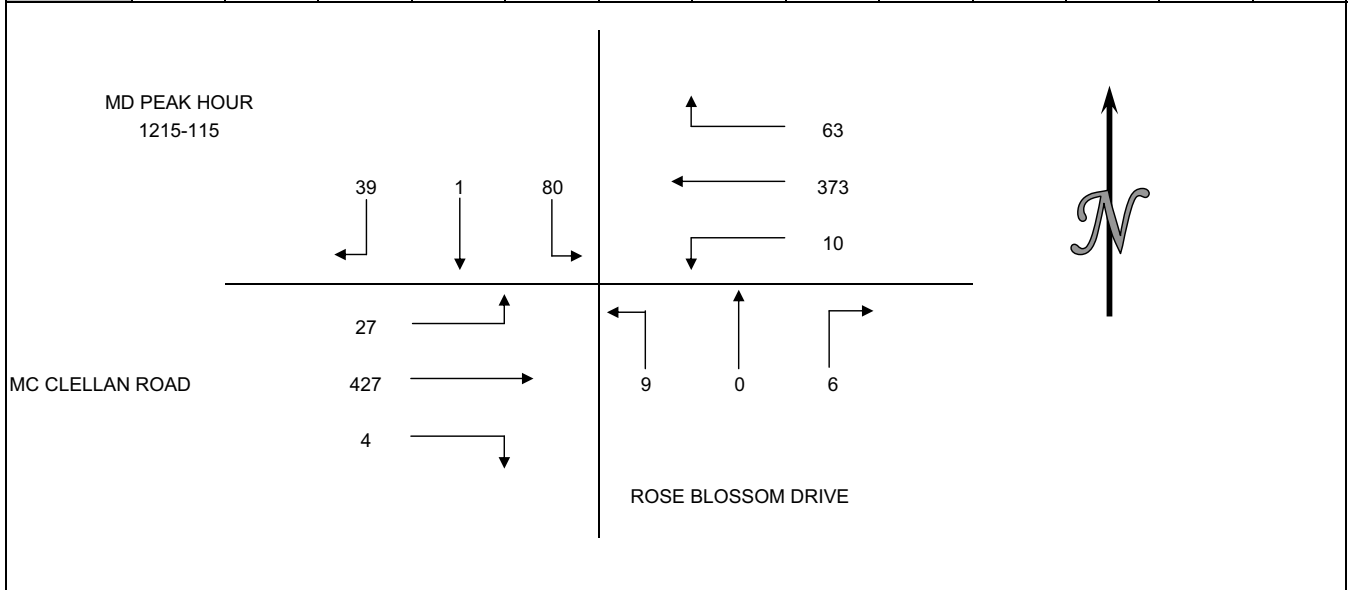 MD PEAK HOUR
1215-115
63
39 1 80
373
10
27
MC CLELLAN ROAD
427
9 0 6
4
ROSE BLOSSOM DRIVE
N